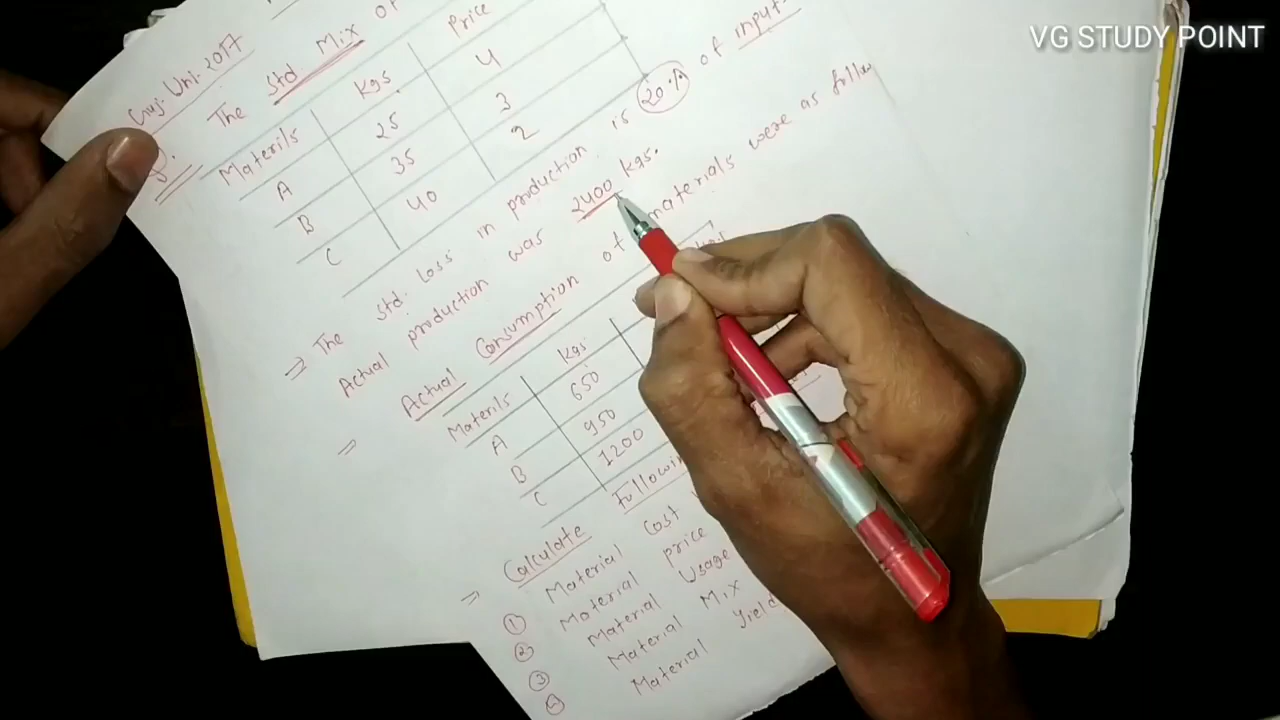 VG STUDY POINT
Guj. Uni. 2017
The Std. Mix of
Materils Kgs Price
A 25 4
B 35 3
C 40 2
⇒ The std. Loss in production is 20% of input.
Actual production was 2400 Kgs.
Actual Consumption of materials were as
Materils Kgs
A 650
B 950
C 1200
⇒ Calculate Following
① Material Cost
② Material price
③ Material Usage
④ Material Mix
Material Yield